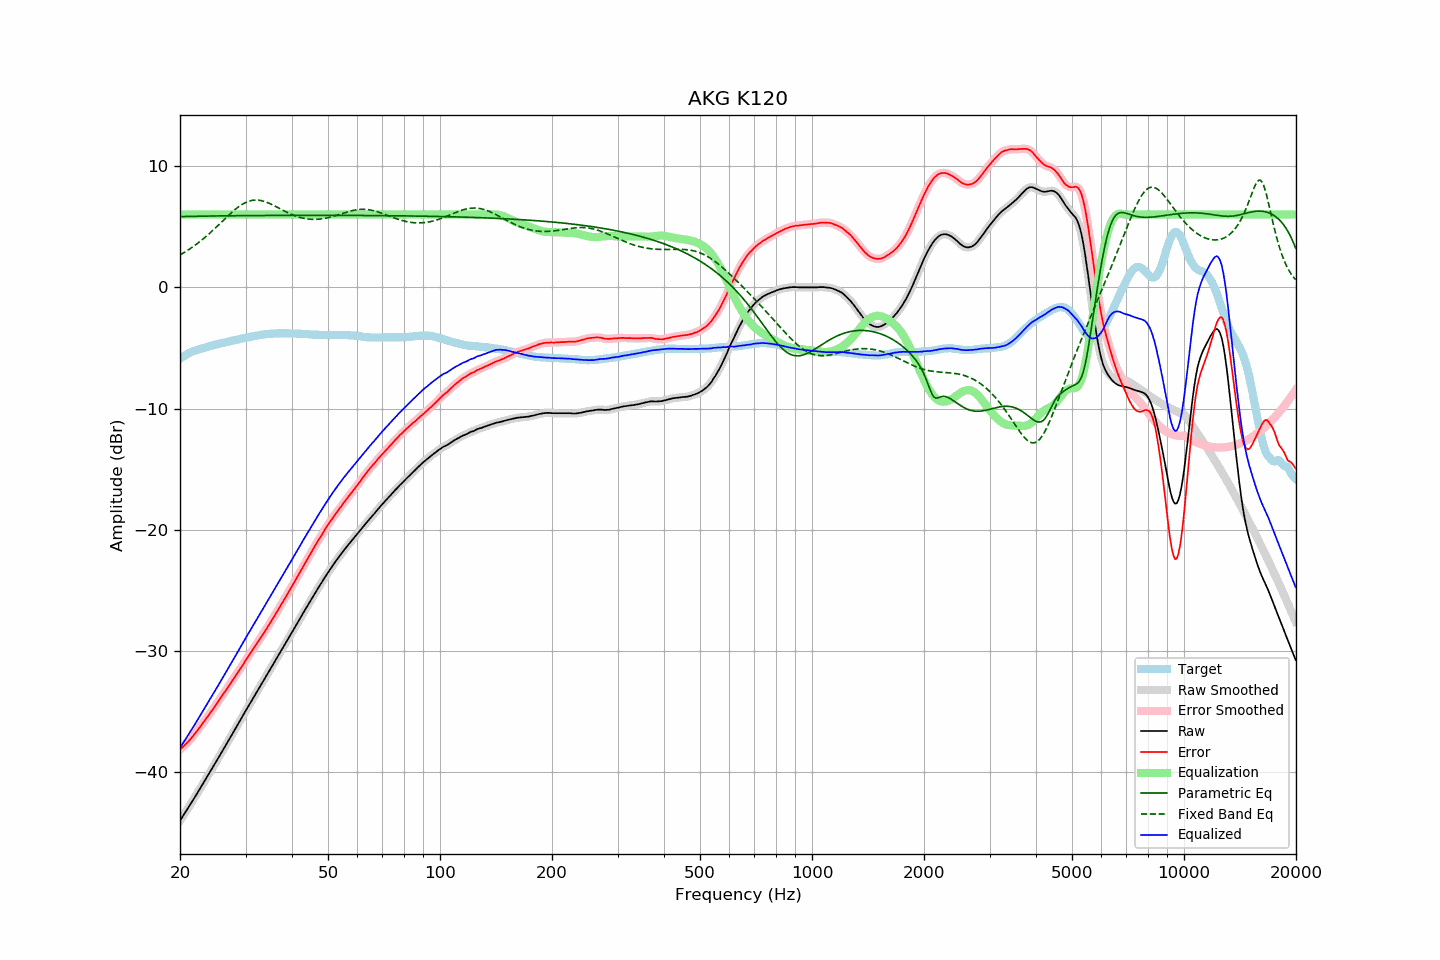 AKG K120
Amplitude (dBr)
10
0
−10
−20
−30
−40
20
50
100
200
500
1000
2000
5000
10000
20000
Frequency (Hz)
Target
Raw Smoothed
Error Smoothed
Raw
Error
Equalization
Parametric Eq
Fixed Band Eq
Equalized